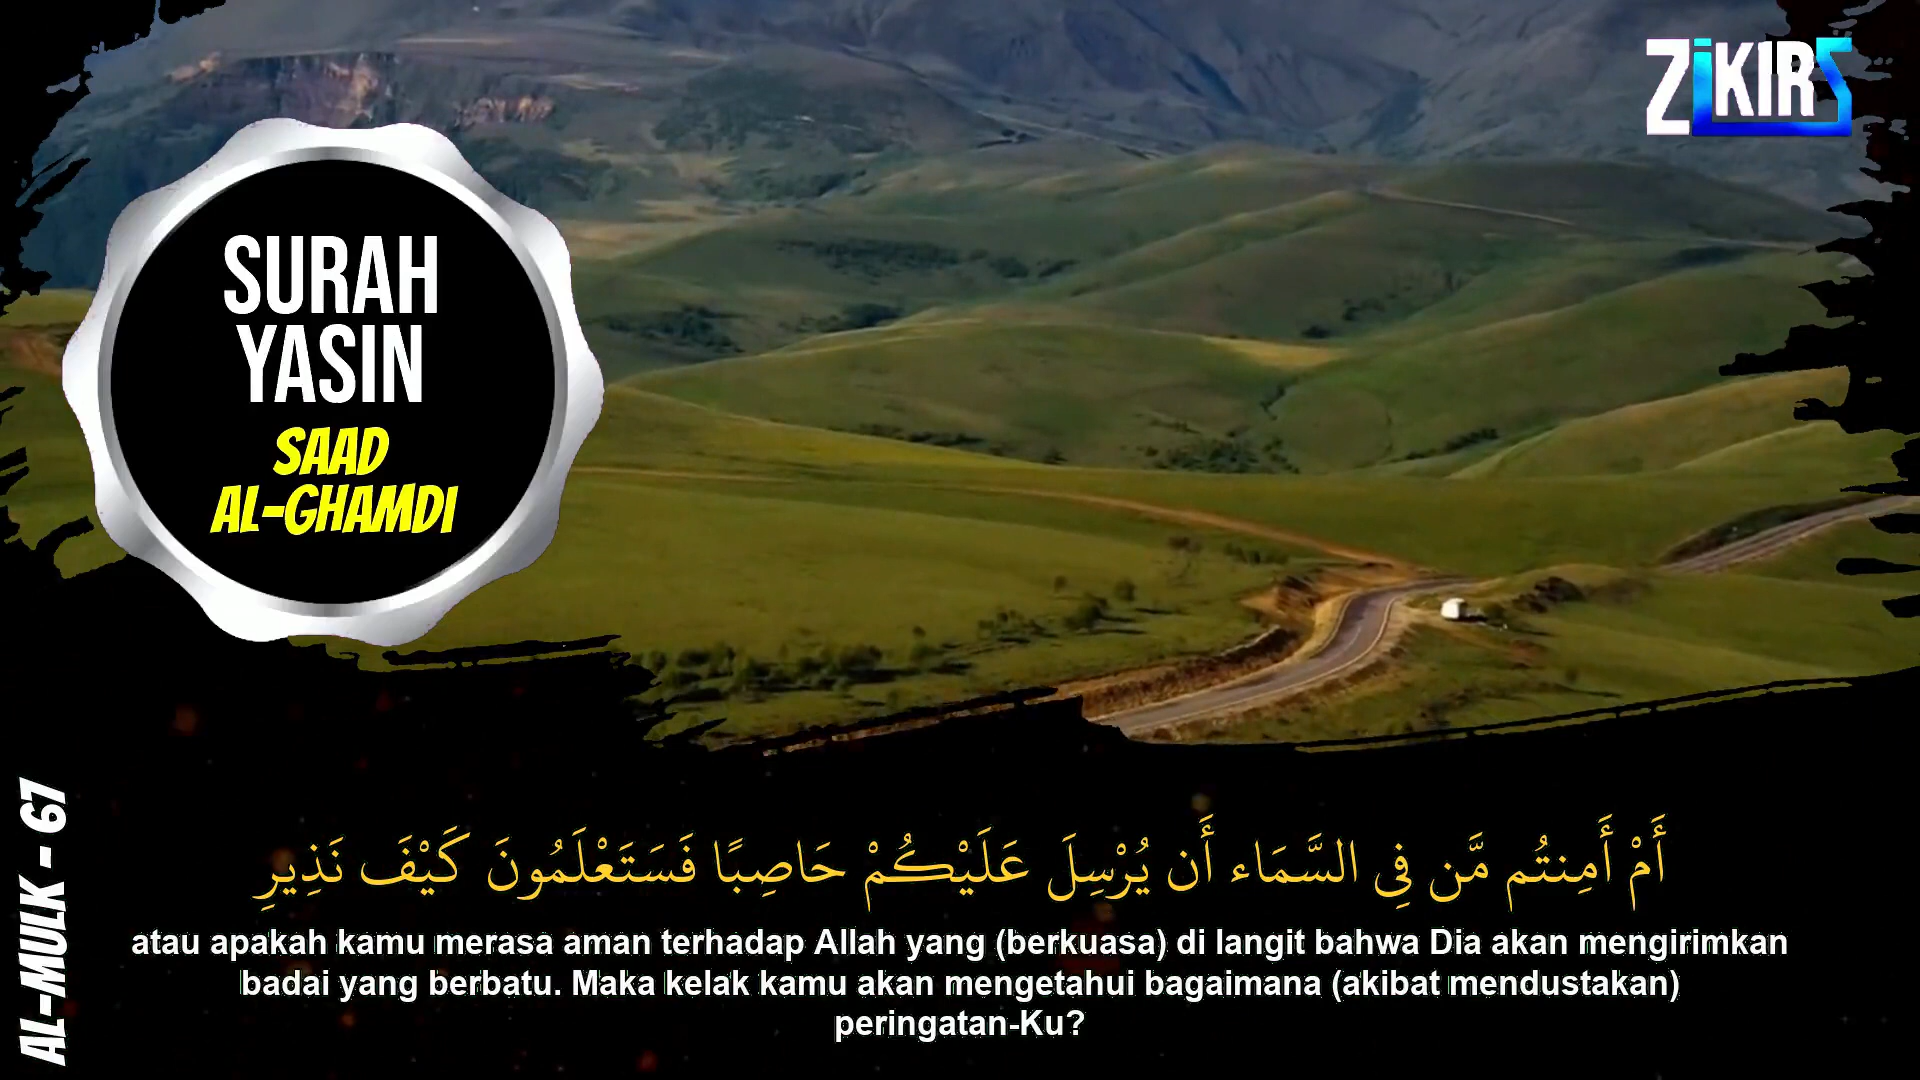 ZIKIRS
SURAH
YASIN
SAAD
AL-GHAMDI
AL-MULK - 67
أَمْ أَمِنتُم مَّن فِي السَّمَاء أَن يُرْسِلَ عَلَيْكُمْ حَاصِبًا فَسَتَعْلَمُونَ كَيْفَ نَذِيرِ
atau apakah kamu merasa aman terhadap Allah yang (berkuasa) di langit bahwa Dia akan mengirimkan
badai yang berbatu. Maka kelak kamu akan mengetahui bagaimana (akibat mendustakan)
peringatan-Ku?